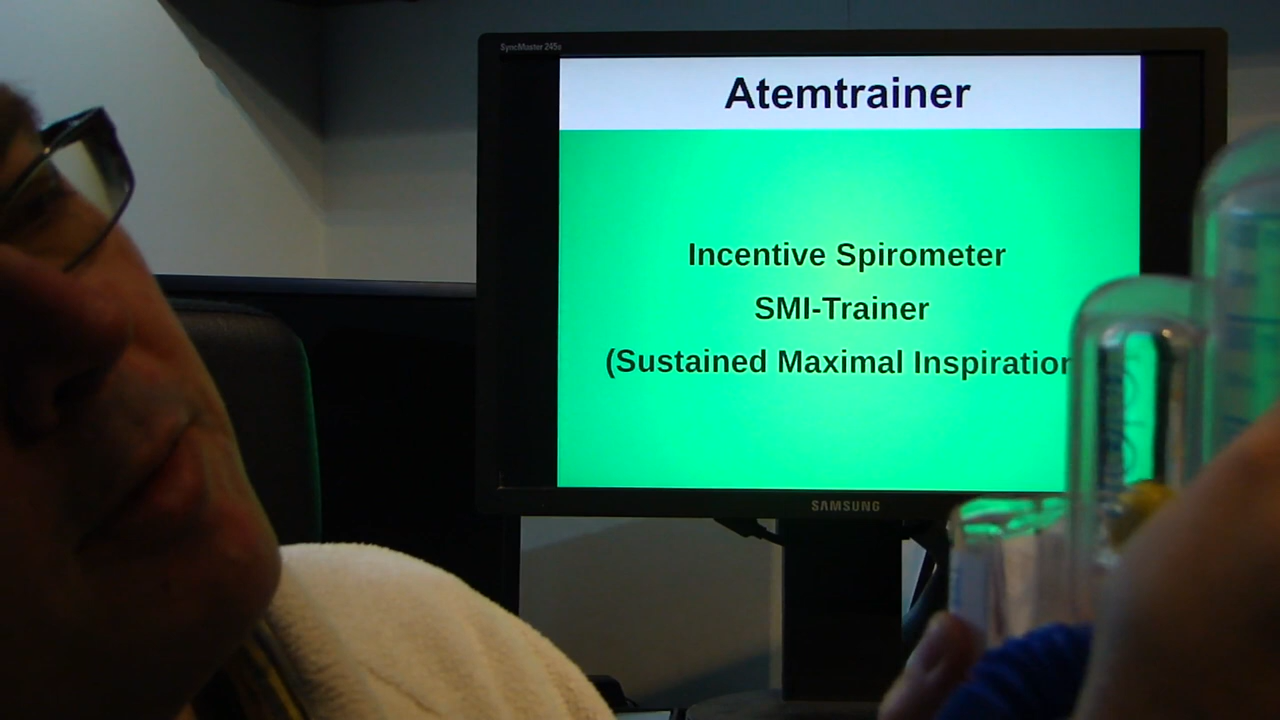 SyncMaster 245B
Atemtrainer
Incentive Spirometer
SMI-Trainer
(Sustained Maximal Inspiration
SAMSUNG